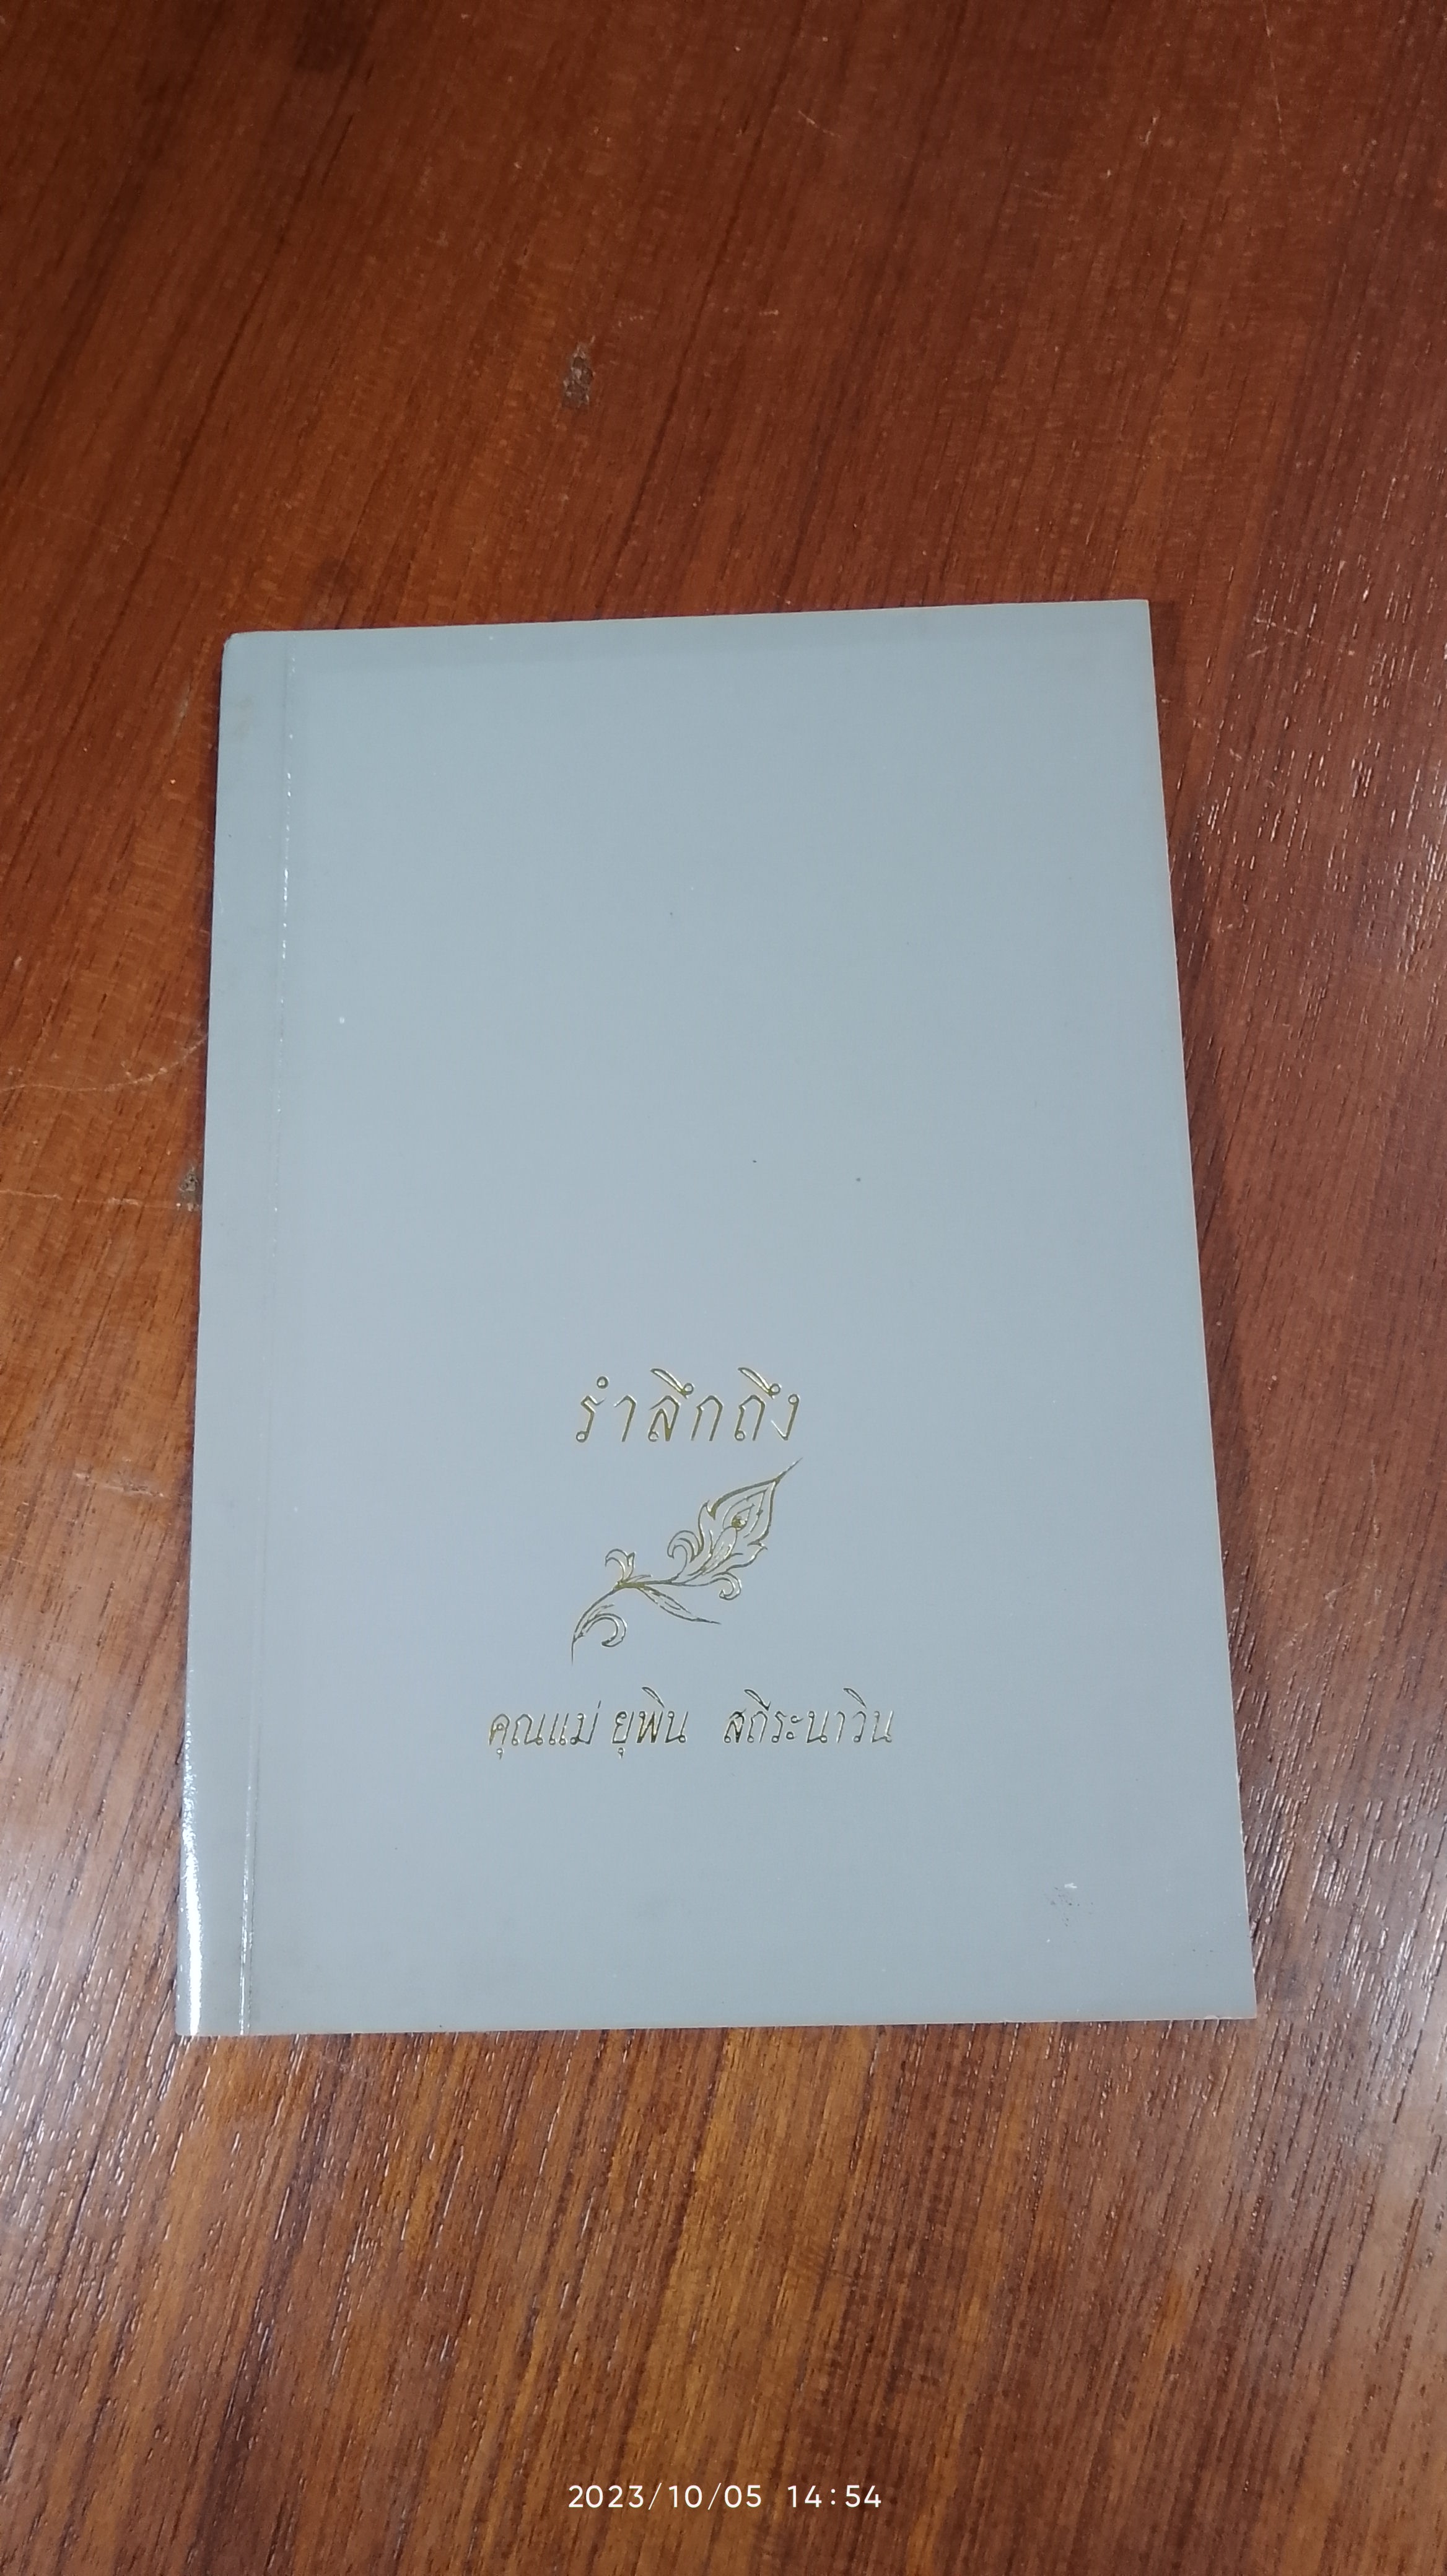 รำลึกถึง
คุณแม่ ยุพิน สถีระนาวิน
2023/10/05 14:54